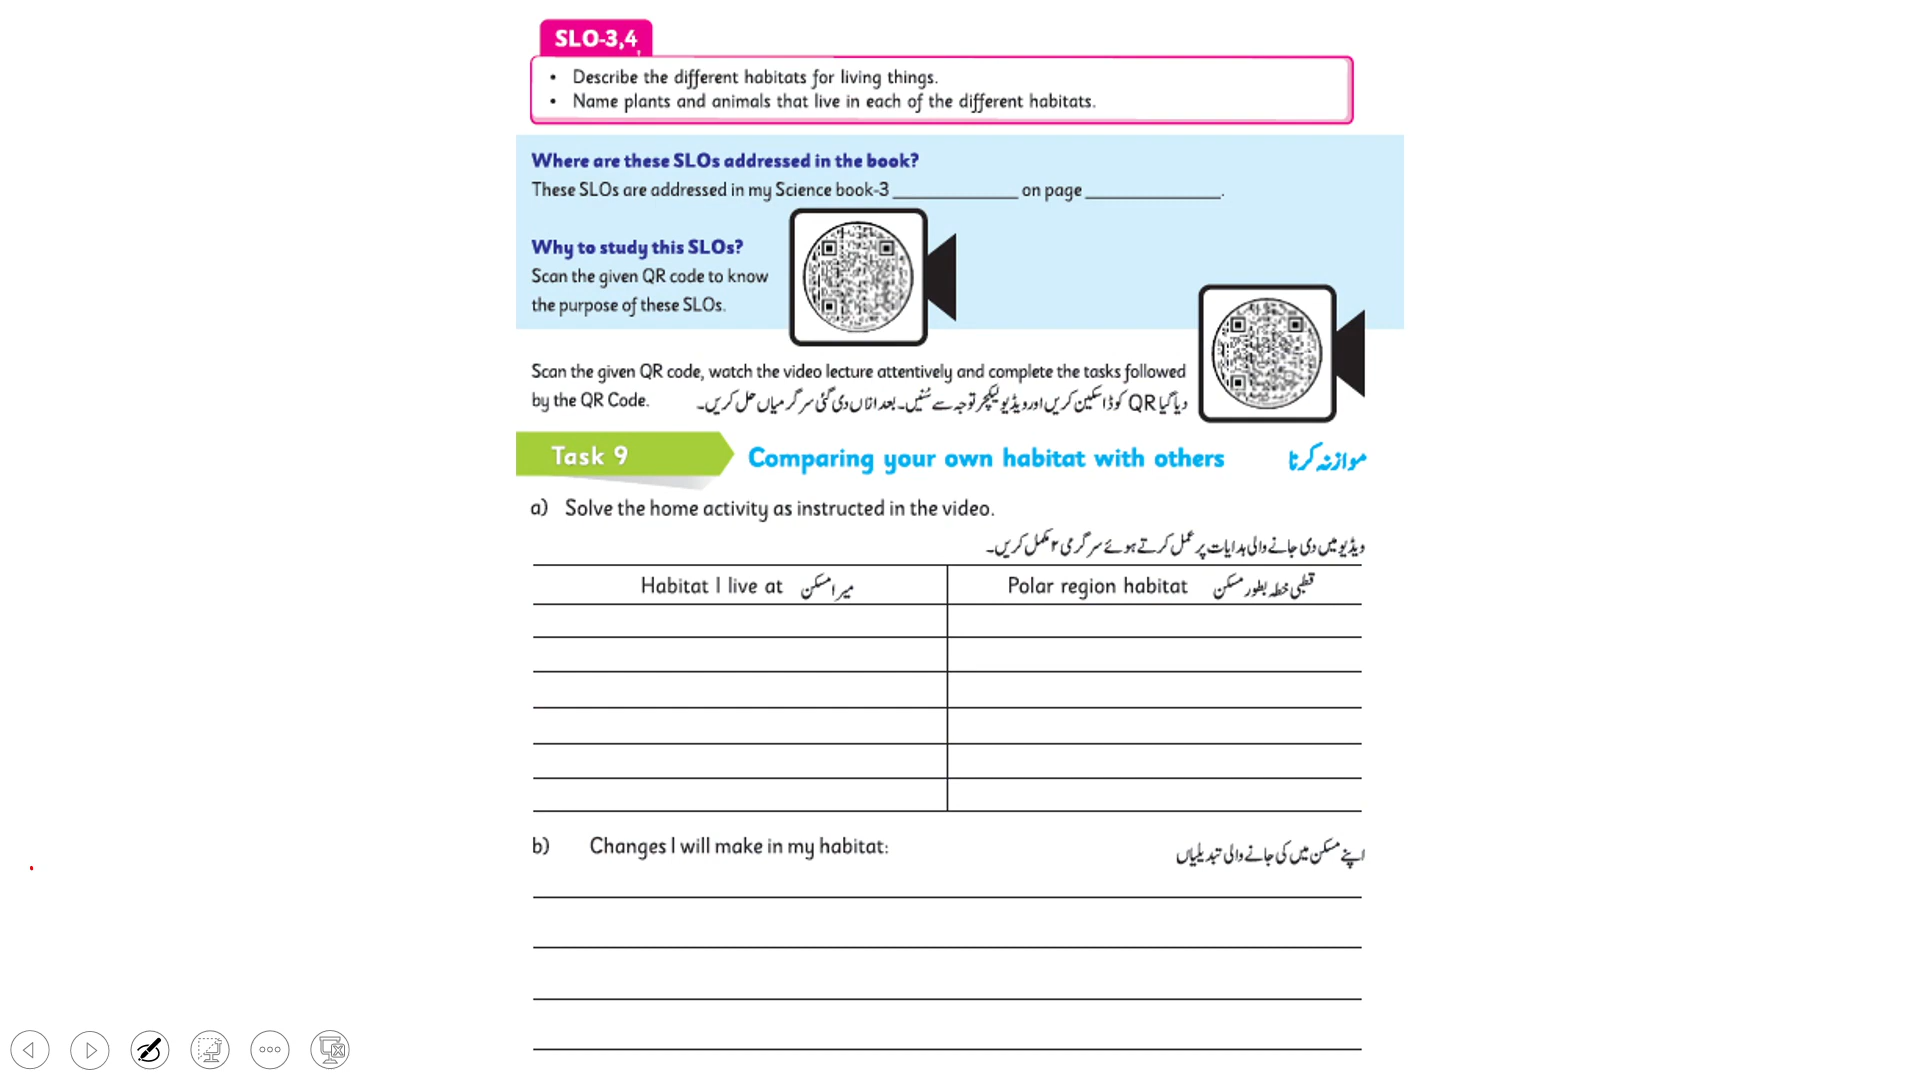 SLO-3,4,
• Describe the different habitats for living things.
• Name plants and animals that live in each of the different habitats.
Where are these SLOs addressed in the book?
These SLOs are addressed in my Science book-3 ____________ on page _____________.
Why to study this SLOs?
Scan the given QR code to know
the purpose of these SLOs.
Scan the given QR code, watch the video lecture attentively and complete the tasks followed
by the QR Code. دیا گیا QR کوڈ اسکین کریں اور ویڈیو لیکچر توجہ سے سُنیں۔ بعد ازاں دی گئی سرگرمیاں حل کریں۔
Task 9 Comparing your own habitat with others موازنہ کرنا
a) Solve the home activity as instructed in the video.
ویڈیو میں دی جانے والی ہدایات پر عمل کرتے ہوئے سرگرمی ۲ مکمل کریں۔
Habitat I live at میرا مسکن Polar region habitat قطبی خطہ بطور مسکن
b) Changes I will make in my habitat: اپنے مسکن میں کی جانے والی تبدیلیاں